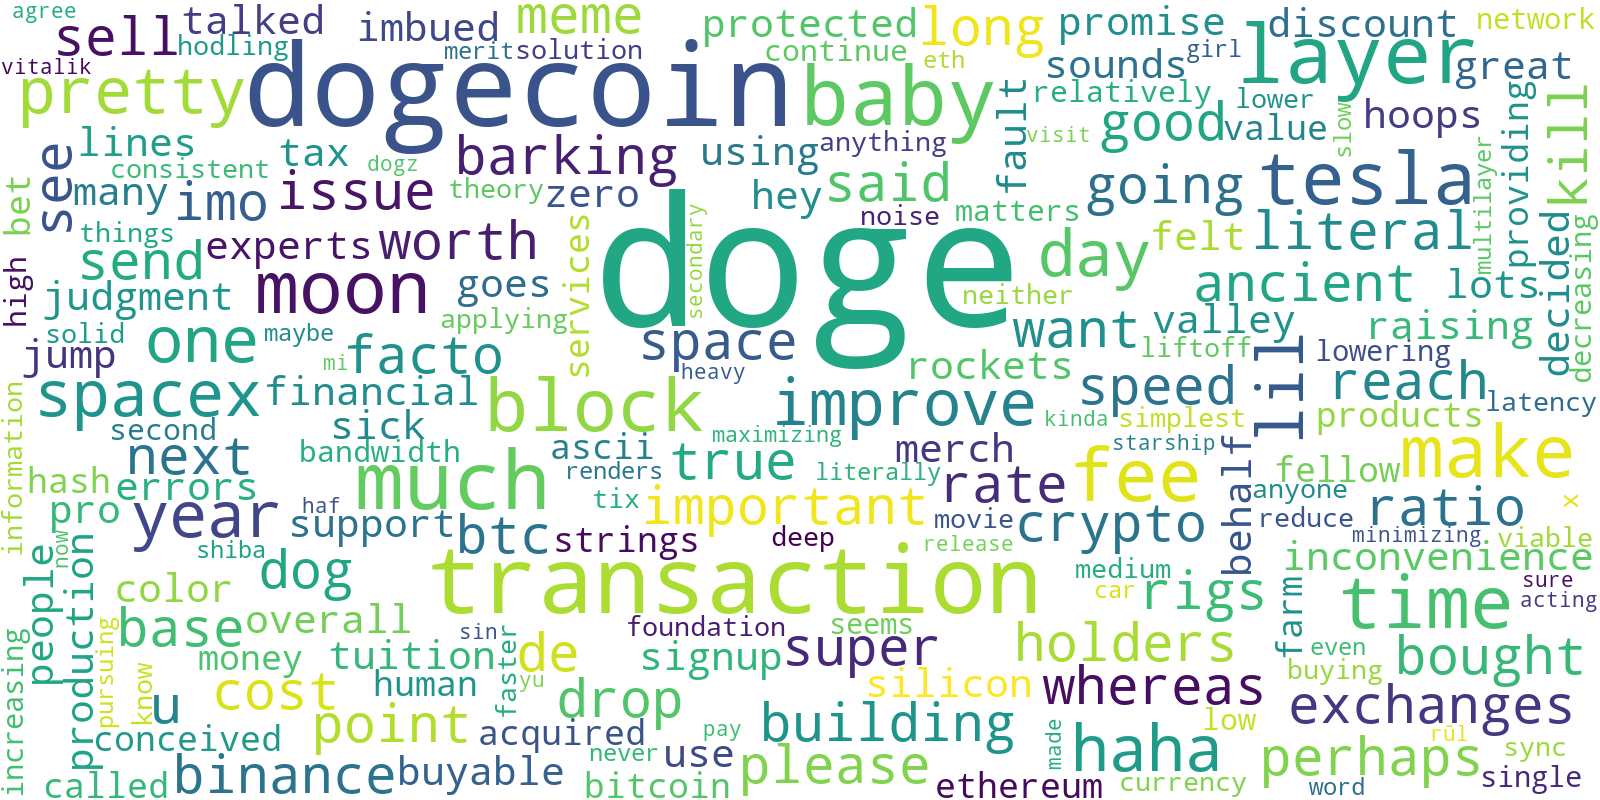 agree
sell
talked
imbued
meme
protected
long
promise
discount
network
hodling
merit
solution
continue
eth
sounds
girl
layer
great
vitalik
pretty
dogecoin
baby
relatively
lower
good
value
hoops
slow
kill
see
lines
tax
dogz
barking
using
anything
fault
visit
providing
consistent
many
imo
issue
theory
zero
hey
said
noise
matters
going
tesla
multilayer
bet
things
experts
worth
services
secondary
doge
day
felt
literal
decided
decreasing
send
moon
goes
neither
ancient
lots
high
judgment
applying
space
want
valley
raising
solid
maybe
one
jump
mi
facto
heavy
rockets
liftoff
lil
lowering
spacex
financial
block
improve
speed
reach
latency
information
second
sick
maximizing
kinda
simplest
products
next
bandwidth
ascii
renders
true
literally
merch
starship
behalf
make
hash
errors
much
tix
important
rate
fee
fellow
anyone
ratio
x
pro
year
haf
support
btc
strings
deep
movie
crypto
reduce
minimizing
viable
people
now
shiba
release
inconvenience
production
color
dog
transaction
medium
car
rigs
farm
time
sure
acting
increasing
base
overall
sin
faster
foundation
seems
holders
even
pursuing
know
money
tuition
de
signup
super
buying
bought
u
cost
human
yu
drop
silicon
whereas
exchanges
conceived
point
acquired
never
use
pay
building
made
haha
low
rūl
perhaps
sync
called
binance
buyable
bitcoin
please
ethereum
currency
word
single